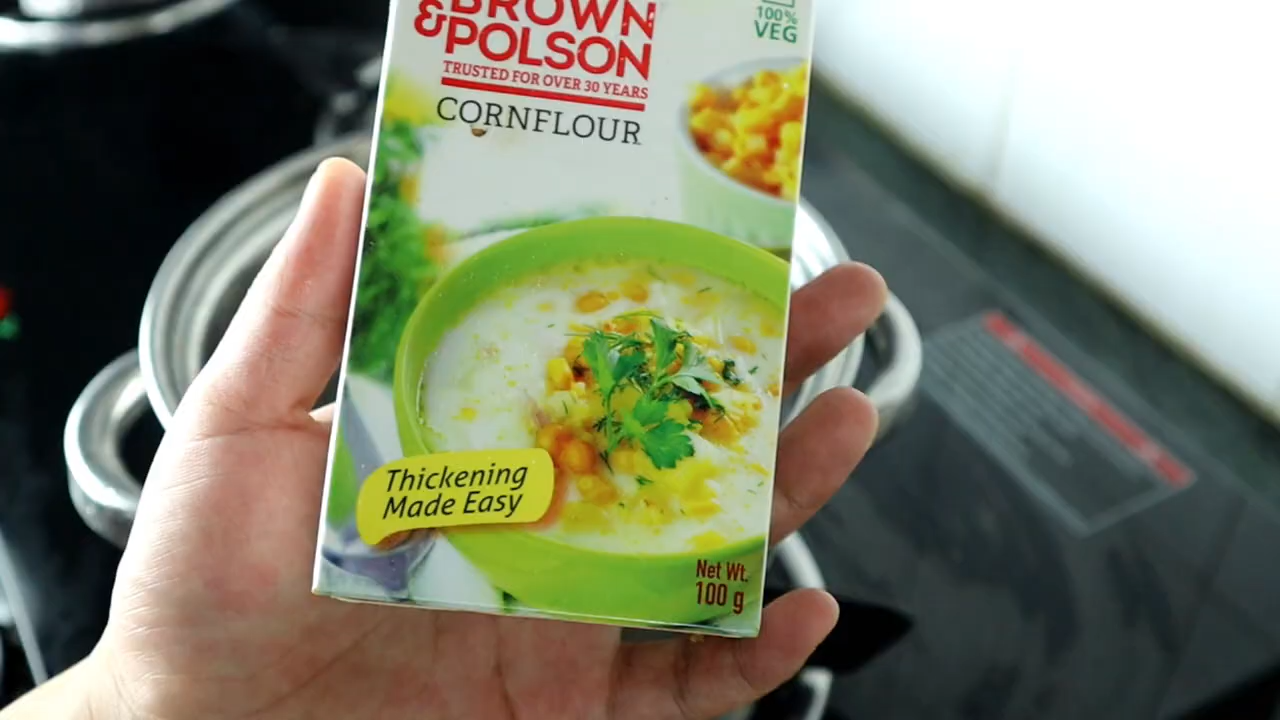 BROWN
& POLSON
TRUSTED FOR OVER 30 YEARS
CORNFLOUR
100%
VEG
Thickening
Made Easy
Net Wt.
100 g